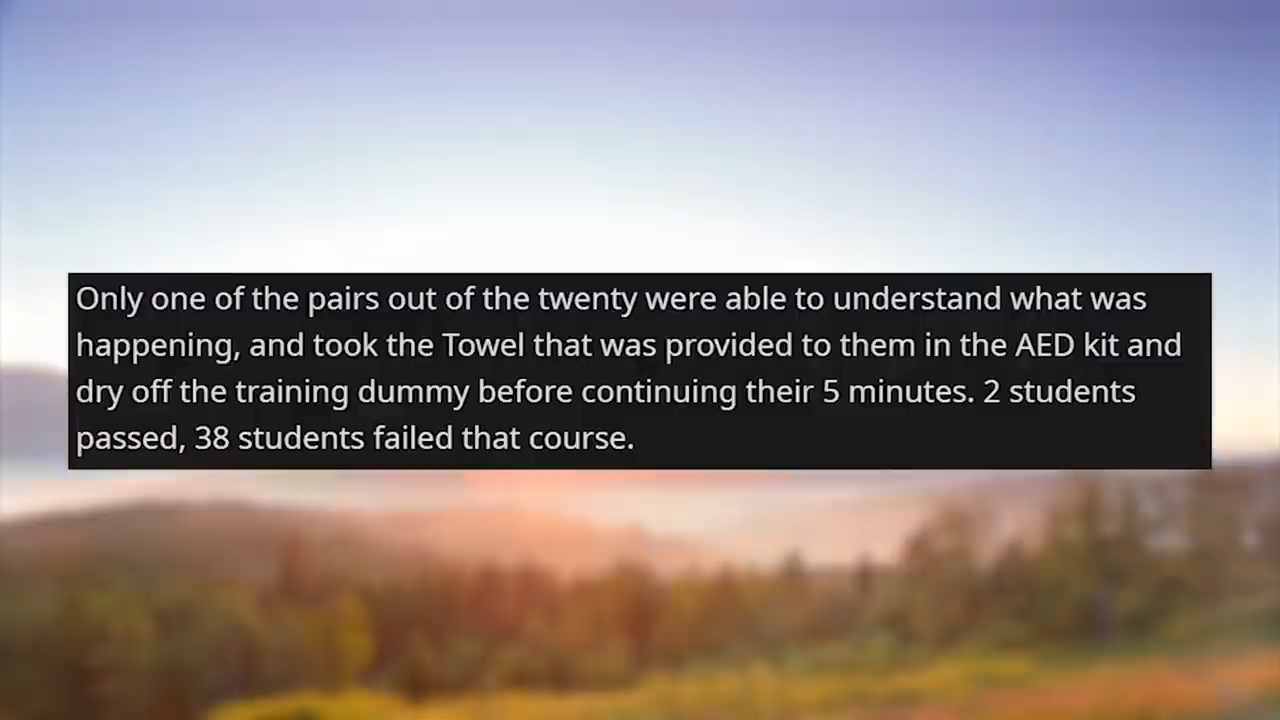 Only one of the pairs out of the twenty were able to understand what was
happening, and took the Towel that was provided to them in the AED kit and
dry off the training dummy before continuing their 5 minutes. 2 students
passed, 38 students failed that course.